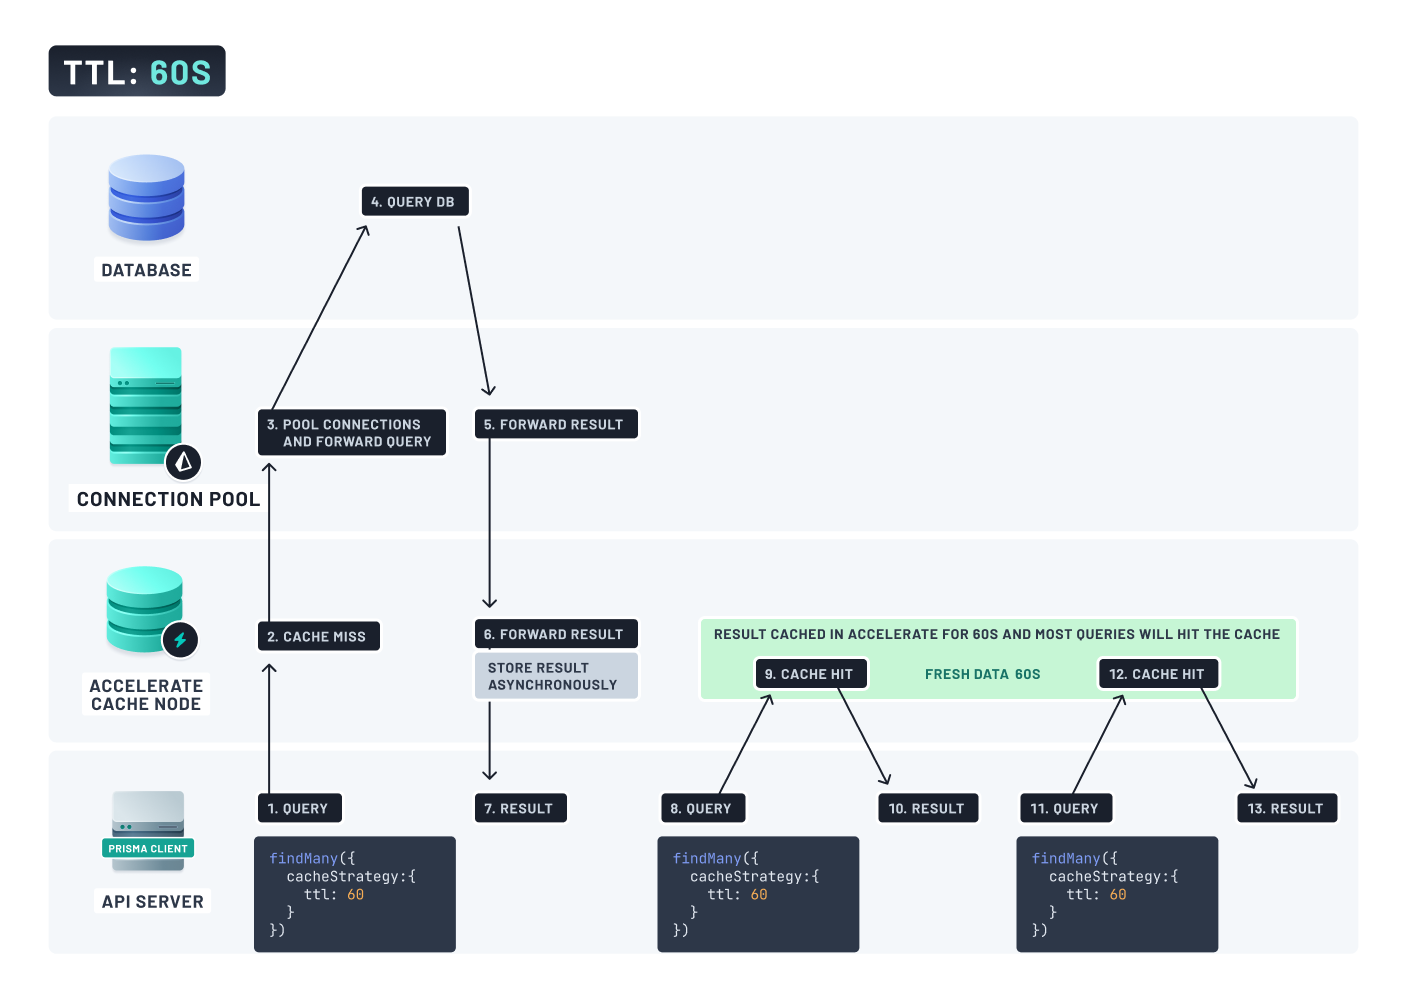 TTL: 60S
4. QUERY DB
DATABASE
3. POOL CONNECTIONS
AND FORWARD QUERY
5. FORWARD RESULT
CONNECTION POOL
2. CACHE MISS
6. FORWARD RESULT
STORE RESULT
ASYNCHRONOUSLY
RESULT CACHED IN ACCELERATE FOR 60S AND MOST QUERIES WILL HIT THE CACHE
9. CACHE HIT
FRESH DATA 60S
12. CACHE HIT
ACCELERATE
CACHE NODE
1. QUERY
7. RESULT
8. QUERY
10. RESULT
11. QUERY
13. RESULT
PRISMA CLIENT
API SERVER
findMany({
cacheStrategy:{
ttl: 60
}
})
findMany({
cacheStrategy:{
ttl: 60
}
})
findMany({
cacheStrategy:{
ttl: 60
}
})